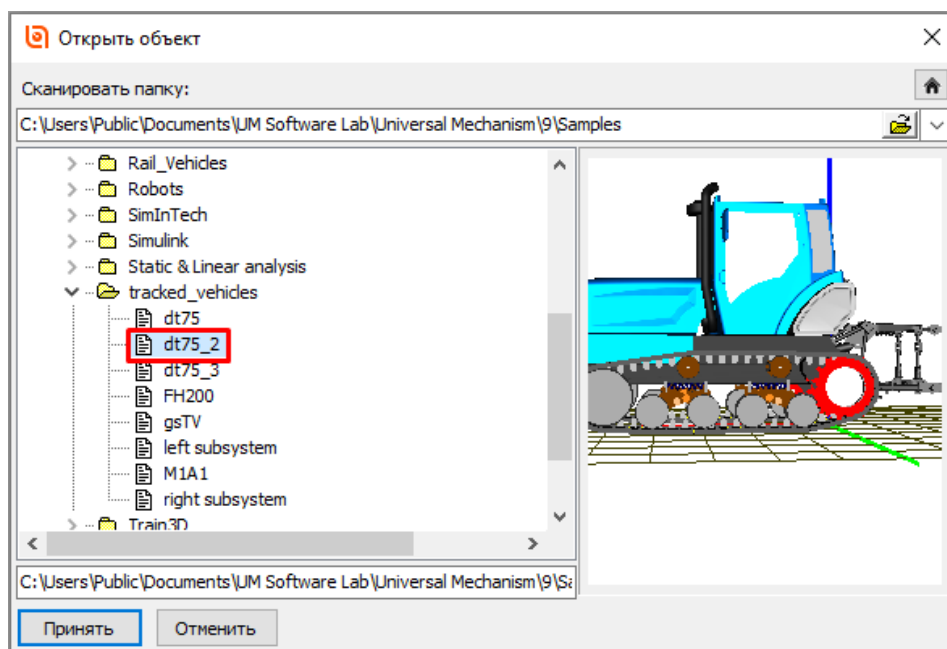 Открыть объект
Сканировать папку:
C:\Users\Public\Documents\UM Software Lab\Universal Mechanism\9\Samples
Rail_Vehicles
Robots
SimInTech
Simulink
Static & Linear analysis
tracked_vehicles
dt75
dt75_2
dt75_3
FH200
gsTV
left subsystem
M1A1
right subsystem
Train3D
C:\Users\Public\Documents\UM Software Lab\Universal Mechanism\9\Sa
Принять Отменить